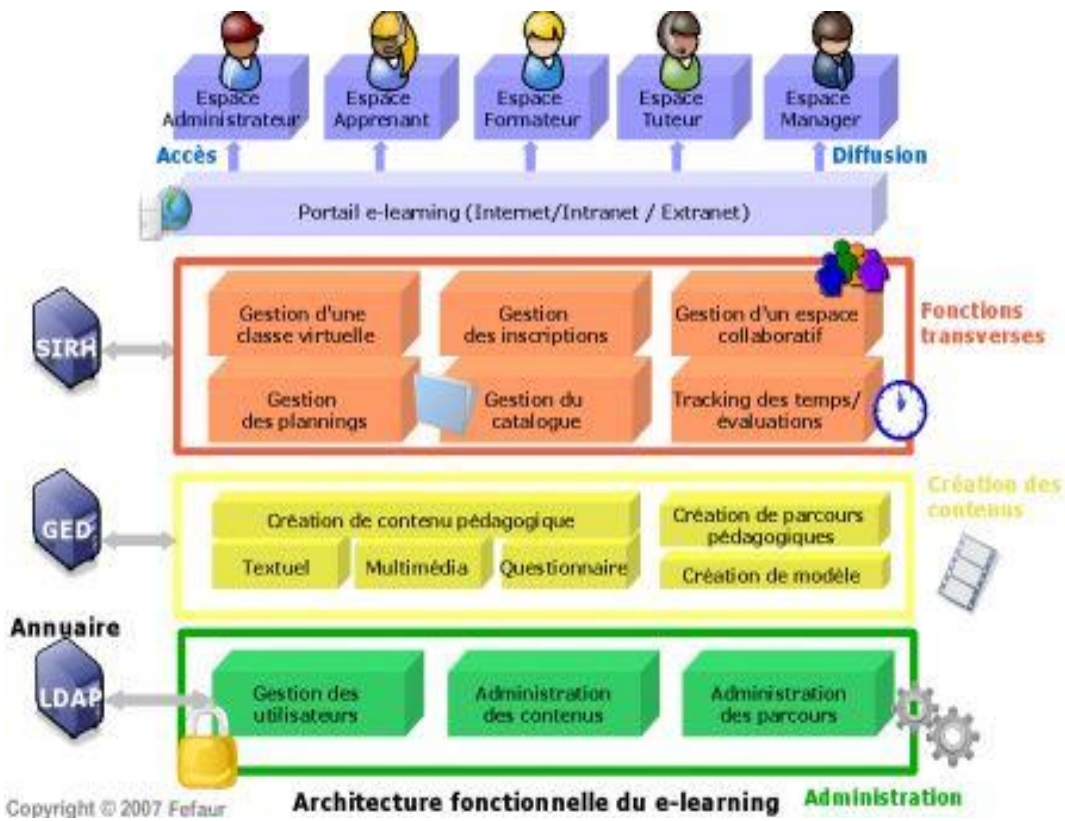 Espace
Administrateur
Espace
Apprenant
Espace
Formateur
Espace
Tuteur
Espace
Manager
Accès
Diffusion
Portail e-learning (Internet/Intranet / Extranet)
SIRH
Gestion d'une
classe virtuelle
Gestion
des inscriptions
Gestion d'un espace
collaboratif
Fonctions
transverses
Gestion
des plannings
Gestion du
catalogue
Tracking des temps/
évaluations
GED
Création de contenu pédagogique
Textuel
Multimédia
Questionnaire
Création de parcours
pédagogiques
Création de modèle
Création des
contenus
Annuaire
LDAP
Gestion des
utilisateurs
Administration
des contenus
Administration
des parcours
Copyright © 2007 Fefaur
Architecture fonctionnelle du e-learning
Administration